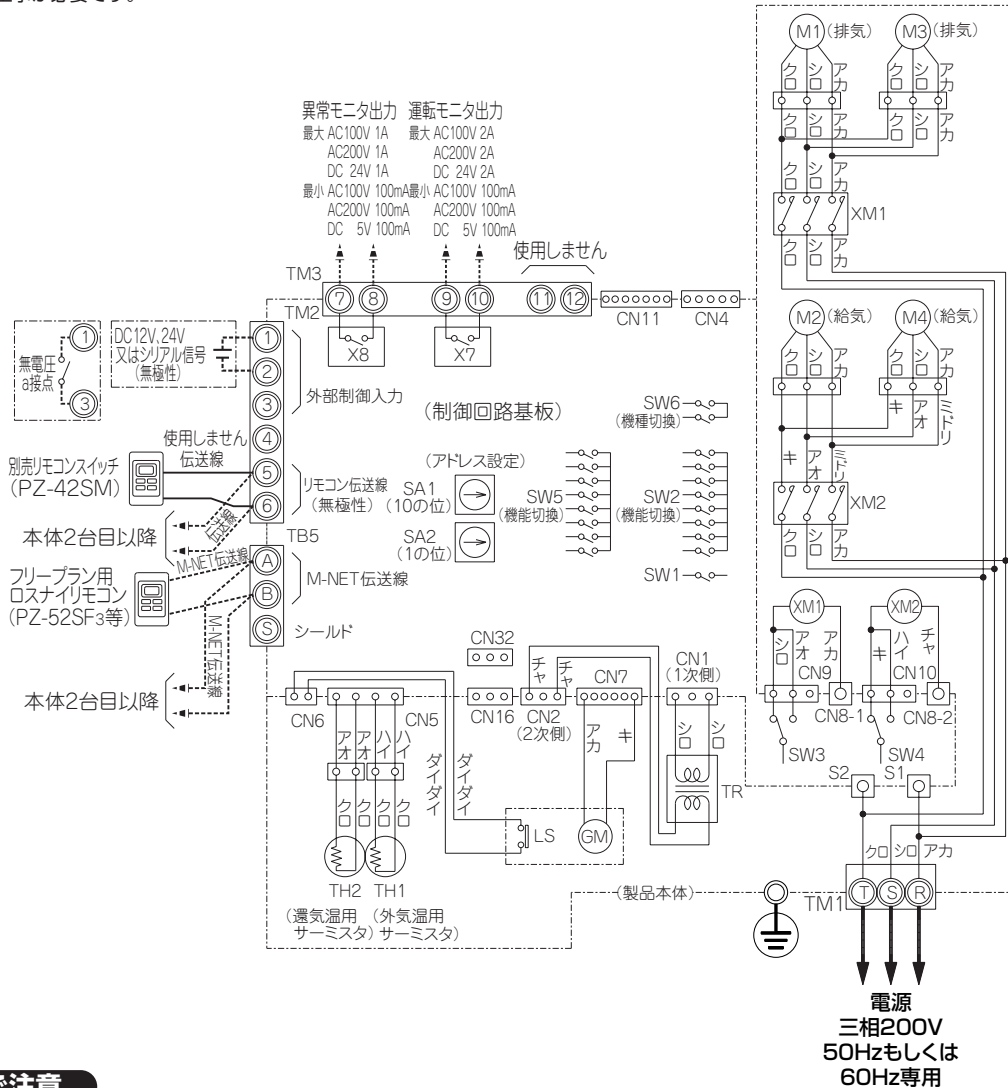 異常モニタ出力 運転モニタ出力
最大 AC100V 1A 最大 AC100V 2A
AC200V 1A AC200V 2A
DC 24V 1A DC 24V 2A
最小 AC100V 100mA 最小 AC100V 100mA
AC200V 100mA AC200V 100mA
DC 5V 100mA DC 5V 100mA
使用しません
TM3
⑦ ⑧ ⑨ ⑩ ⑪ ⑫
X8 X7
CN11 CN4
TM2
① ② ③ ④ ⑤ ⑥
無電圧
a接点
① ③
DC12V,24V
又はシリアル信号
(無極性)
外部制御入力
使用しません
伝送線
別売リモコンスイッチ
(PZ-42SM)
リモコン伝送線
(無極性)
伝送線
本体2台目以降
TB5
M-NET伝送線
フリープラン用
ロスナイリモコン
(PZ-52SF3等)
Ⓐ Ⓑ Ⓢ
M-NET伝送線
シールド
M-NET伝送線
本体2台目以降
(制御回路基板)
(アドレス設定)
SA1
(10の位)
SA2
(1の位)
SW5
(機能切換)
SW6
(機種切換)
SW2
(機能切換)
SW1
CN32
CN6 CN5 CN16
CN2
(2次側)
CN7
CN1
(1次側)
チャ チャ
アオ アオ ハイ ハイ
クロ クロ クロ クロ
ダイダイ ダイダイ
アカ キ
シロ シロ
TR
LS GM
TH2 TH1
(還気温用
サーミスタ)
(外気温用
サーミスタ)
M1 (排気) M3 (排気)
クロ シロ アカ クロ シロ アカ
クロ シロ アカ クロ シロ アカ
クロ シロ アカ
XM1
クロ シロ アカ
M2 (給気) M4 (給気)
クロ シロ アカ クロ シロ アカ
キ アオ ミドリ
キ アオ ミドリ
XM2
クロ シロ アカ
XM1 XM2
シロ アオ アカ キ ハイ チャ
CN9 CN10
CN8-1 CN8-2
SW3 SW4
S2 S1
クロ シロ アカ
(製品本体)
TM1 Ⓣ Ⓢ Ⓡ
電源
三相200V
50Hzもしくは
60Hz専用